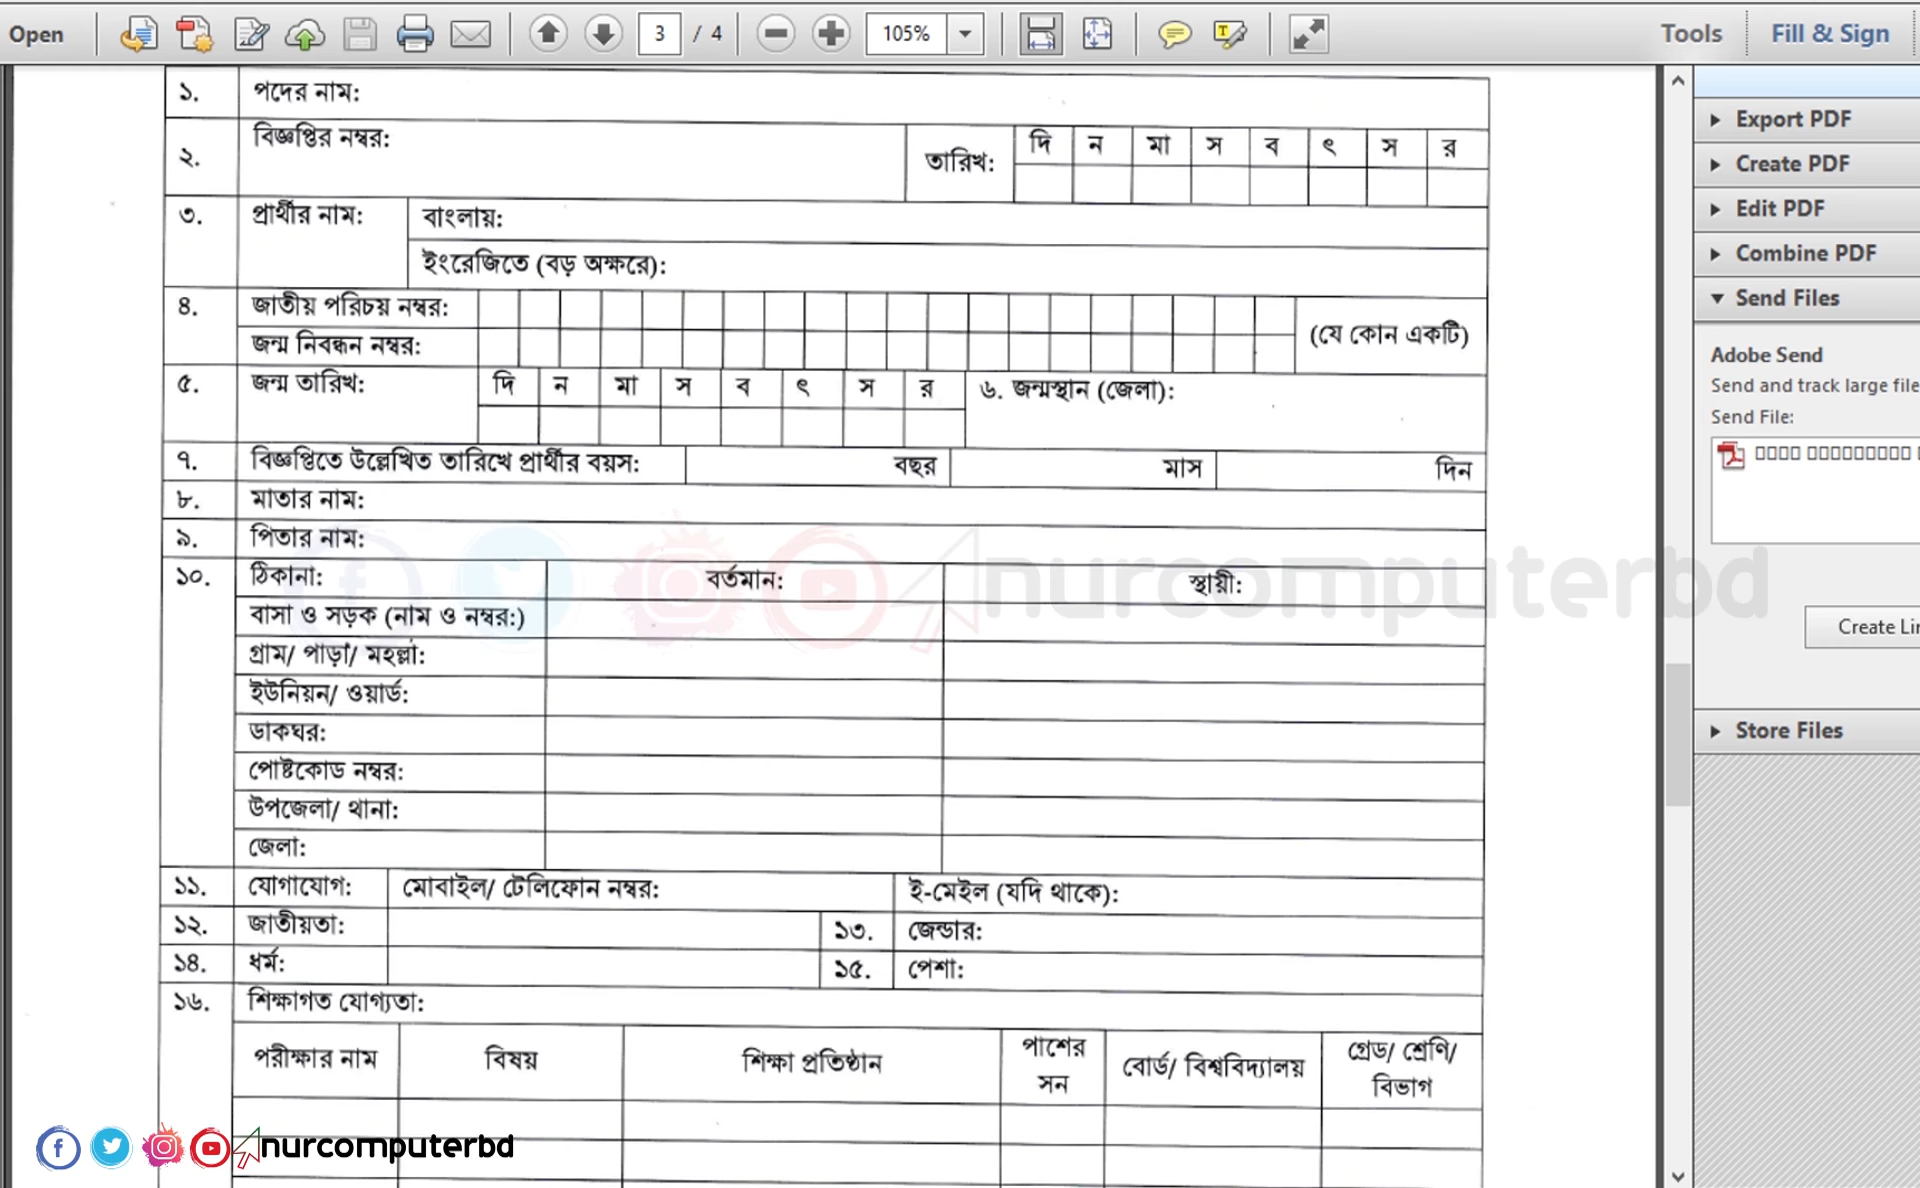 Open
3 / 4
105%
Tools
Fill & Sign
১. পদের নাম:
২. বিজ্ঞপ্তির নম্বর: তারিখ: দি ন মা স ব ৎ স র
৩. প্রার্থীর নাম: বাংলায়:
ইংরেজিতে (বড় অক্ষরে):
৪. জাতীয় পরিচয় নম্বর:
জন্ম নিবন্ধন নম্বর: (যে কোন একটি)
৫. জন্ম তারিখ: দি ন মা স ব ৎ স র ৬. জন্মস্থান (জেলা):
৭. বিজ্ঞপ্তিতে উল্লেখিত তারিখে প্রার্থীর বয়স: বছর মাস দিন
৮. মাতার নাম:
৯. পিতার নাম:
১০. ঠিকানা: বর্তমান: স্থায়ী:
বাসা ও সড়ক (নাম ও নম্বর:)
গ্রাম/ পাড়া/ মহল্লা:
ইউনিয়ন/ ওয়ার্ড:
ডাকঘর:
পোষ্টকোড নম্বর:
উপজেলা/ থানা:
জেলা:
১১. যোগাযোগ: মোবাইল/ টেলিফোন নম্বর: ই-মেইল (যদি থাকে):
১২. জাতীয়তা: ১৩. জেন্ডার:
১৪. ধর্ম: ১৫. পেশা:
১৬. শিক্ষাগত যোগ্যতা:
পরীক্ষার নাম বিষয় শিক্ষা প্রতিষ্ঠান পাশের সন বোর্ড/ বিশ্ববিদ্যালয় গ্রেড/ শ্রেণি/ বিভাগ
nurcomputerbd
nurcomputerbd
Export PDF
Create PDF
Edit PDF
Combine PDF
Send Files
Adobe Send
Send and track large file
Send File:
Create Lin
Store Files